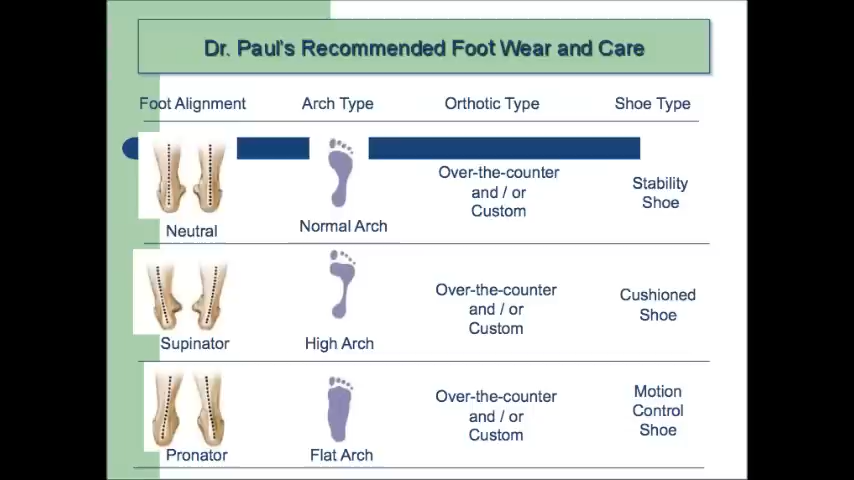 Dr. Paul's Recommended Foot Wear and Care
Foot Alignment Arch Type Orthotic Type Shoe Type
Over-the-counter
and / or
Custom
Stability
Shoe
Neutral
Normal Arch
Over-the-counter
and / or
Custom
Cushioned
Shoe
Supinator
High Arch
Over-the-counter
and / or
Custom
Motion
Control
Shoe
Pronator
Flat Arch